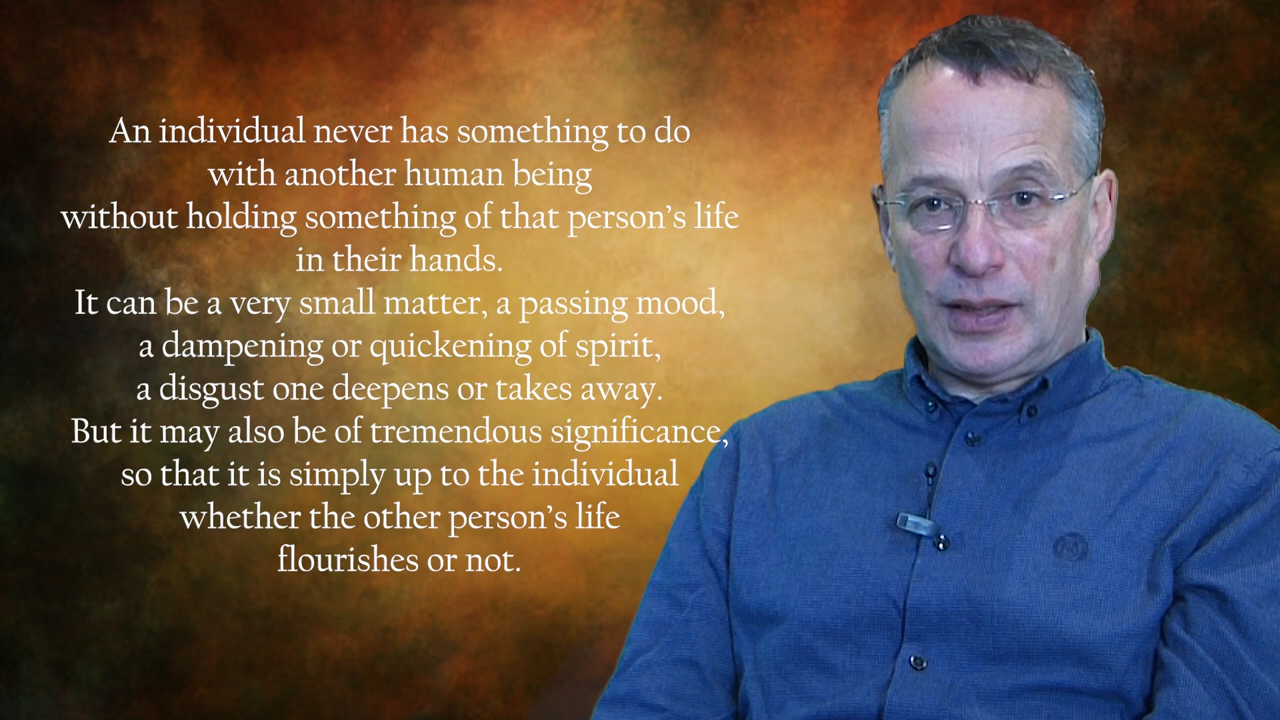 An individual never has something to do
with another human being
without holding something of that person's life
in their hands.
It can be a very small matter, a passing mood,
a dampening or quickening of spirit,
a disgust one deepens or takes away.
But it may also be of tremendous significance,
so that it is simply up to the individual
whether the other person's life
flourishes or not.